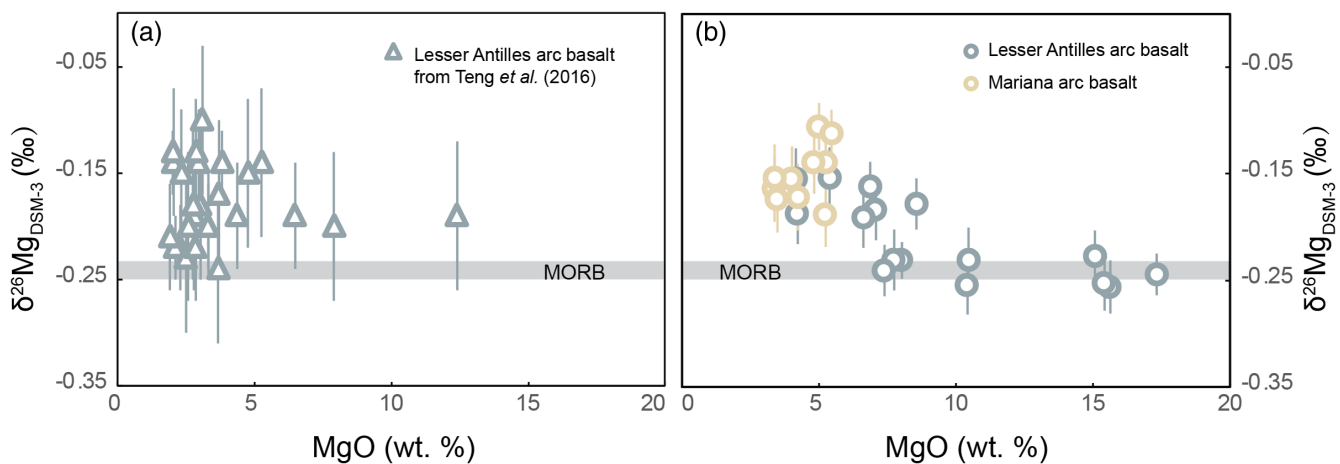 (a)
Lesser Antilles arc basalt
from Teng et al. (2016)
δ26MgDSM-3 (‰)
-0.05
-0.15
-0.25
-0.35
MORB
0
5
10
15
20
MgO (wt. %)
(b)
Lesser Antilles arc basalt
Mariana arc basalt
MORB
-0.05
-0.15
-0.25
-0.35
δ26MgDSM-3 (‰)
0
5
10
15
20
MgO (wt. %)